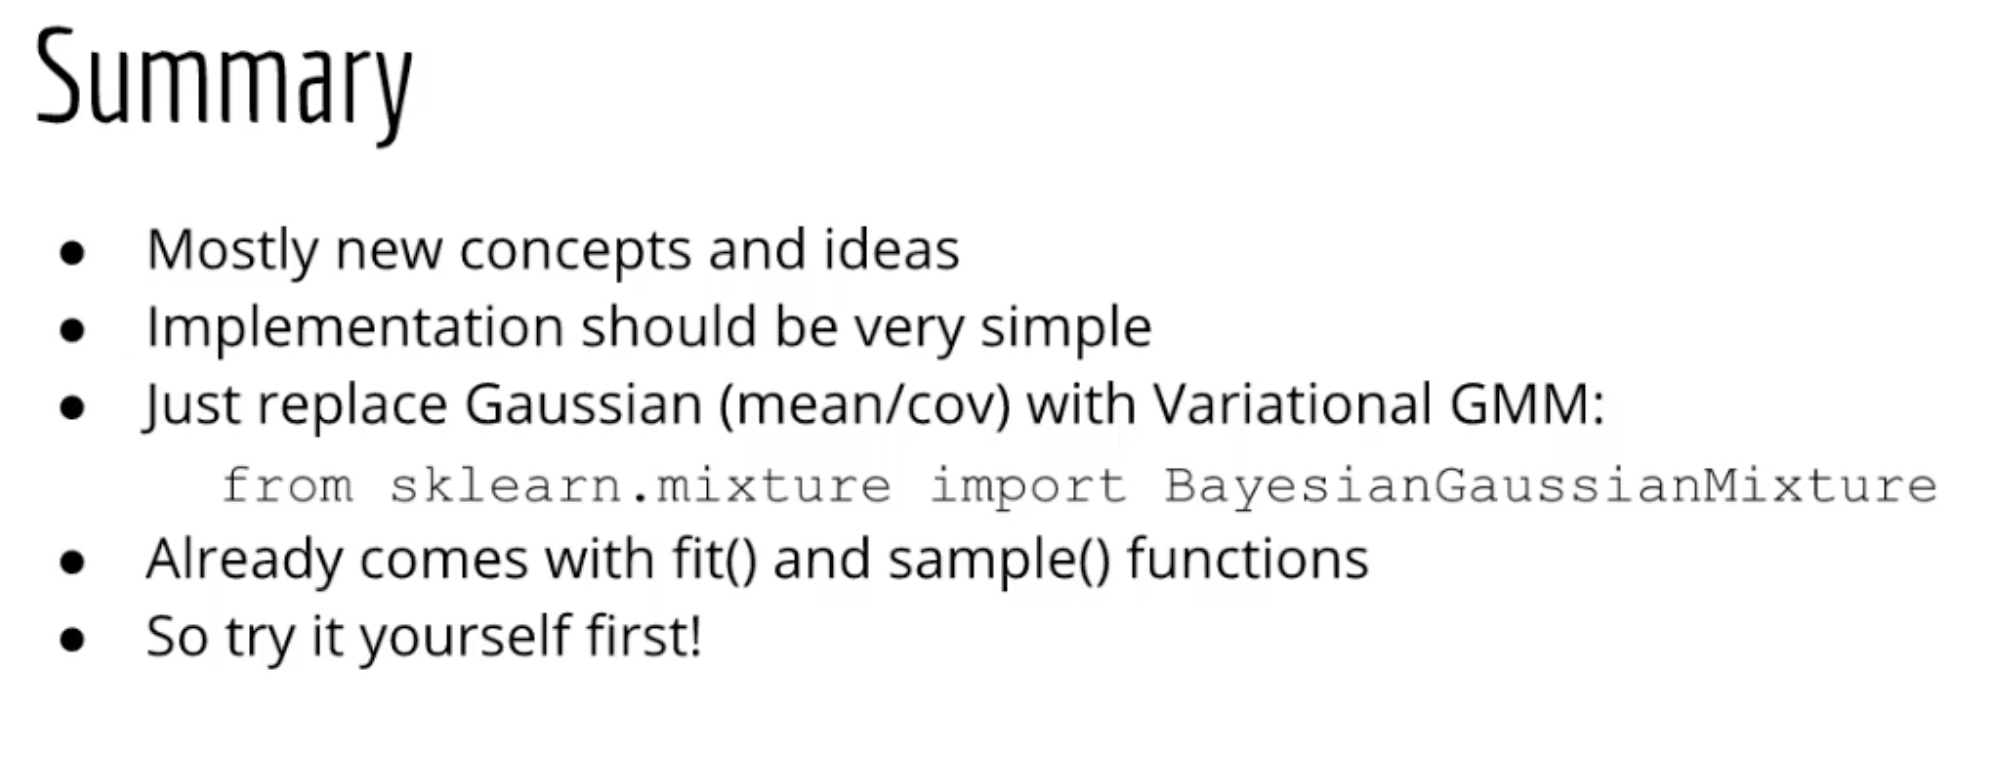 Summary
● Mostly new concepts and ideas
● Implementation should be very simple
● Just replace Gaussian (mean/cov) with Variational GMM:
from sklearn.mixture import BayesianGaussianMixture
● Already comes with fit() and sample() functions
● So try it yourself first!